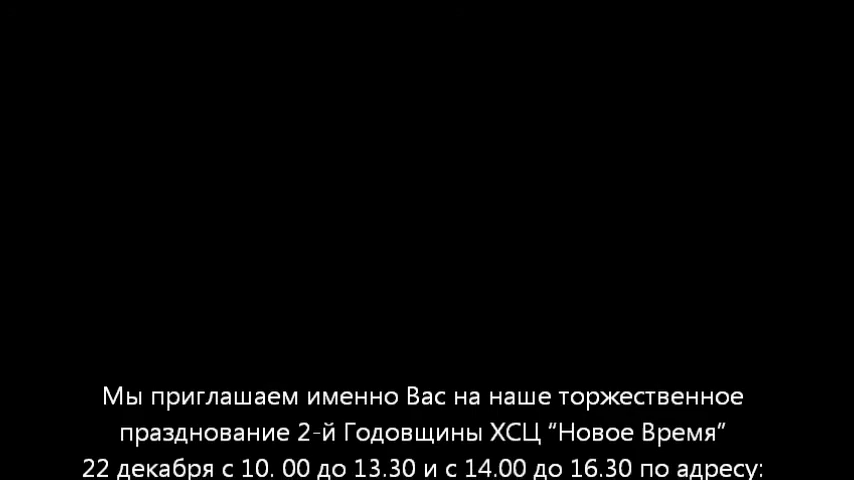 Мы приглашаем именно Вас на наше торжественное
празднование 2-й Годовщины ХСЦ “Новое Время”
22 декабря с 10. 00 до 13.30 и с 14.00 до 16.30 по адресу: